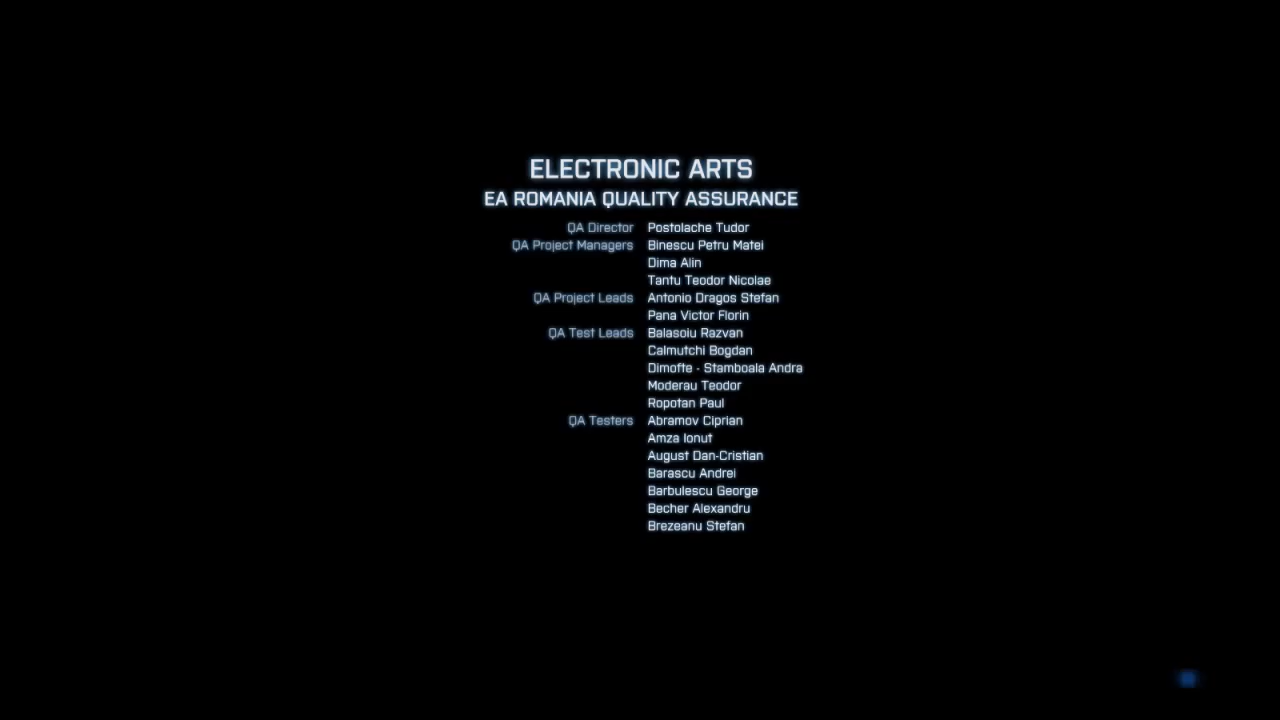 ELECTRONIC ARTS
EA ROMANIA QUALITY ASSURANCE
QA Director Postolache Tudor
QA Project Managers Binescu Petru Matei
Dima Alin
Tantu Teodor Nicolae
QA Project Leads Antonio Dragos Stefan
Pana Victor Florin
QA Test Leads Balasoiu Razvan
Calmutchi Bogdan
Dimofte - Stamboala Andra
Moderau Teodor
Ropotan Paul
QA Testers Abramov Ciprian
Amza Ionut
August Dan-Cristian
Barascu Andrei
Barbulescu George
Becher Alexandru
Brezeanu Stefan